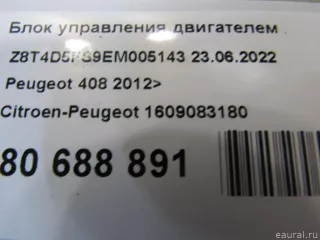 Блок управления двигателем
Z8T4D5FS9EM005143 23.06.2022
Peugeot 408 2012>
Citroen-Peugeot 1609083180
80 688 891
eaural.ru